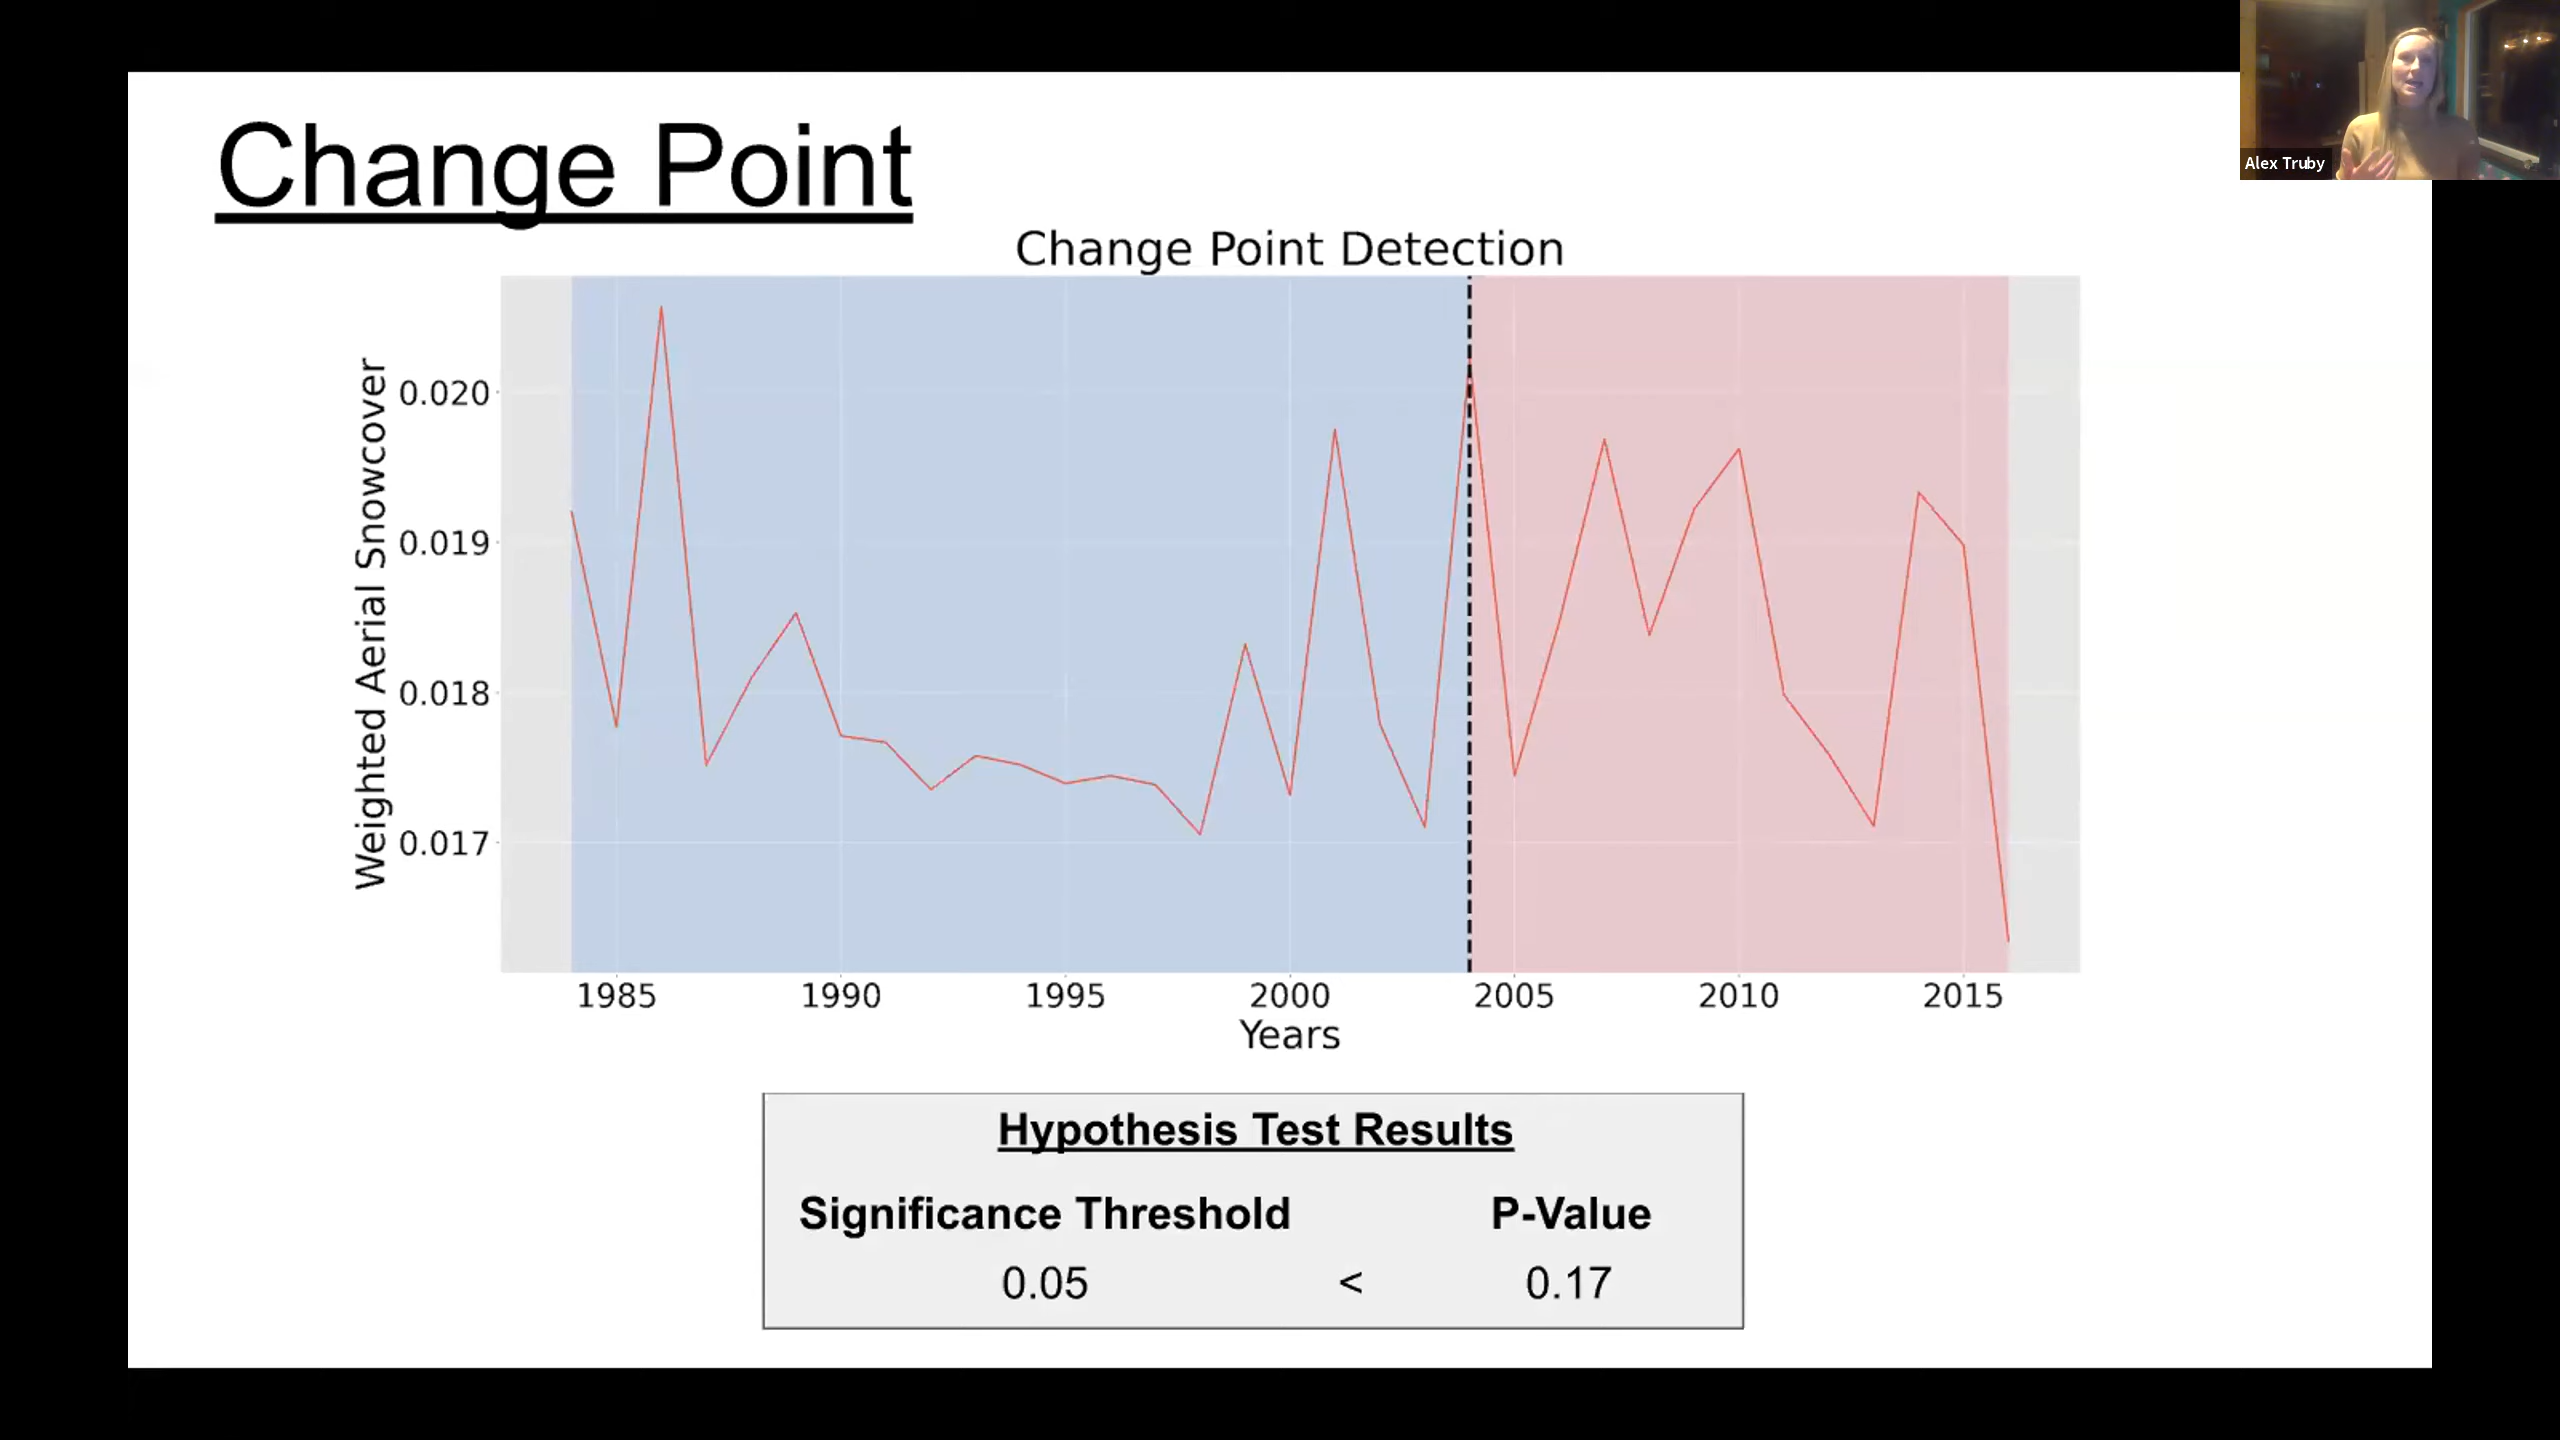 Alex Truby
Change Point
Change Point Detection
Weighted Aerial Snowcover
0.020
0.019
0.018
0.017
1985 1990 1995 2000 2005 2010 2015
Years
Hypothesis Test Results
Significance Threshold P-Value
0.05 < 0.17